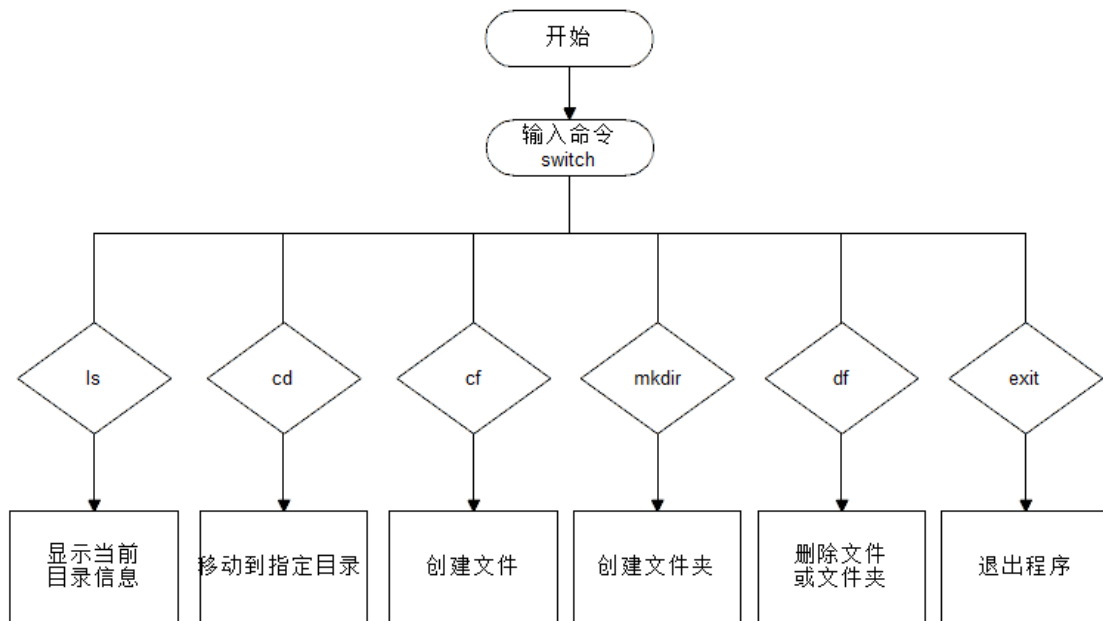 开始
输入命令
switch
ls
cd
cf
mkdir
df
exit
显示当前
目录信息
移动到指定目录
创建文件
创建文件夹
删除文件
或文件夹
退出程序